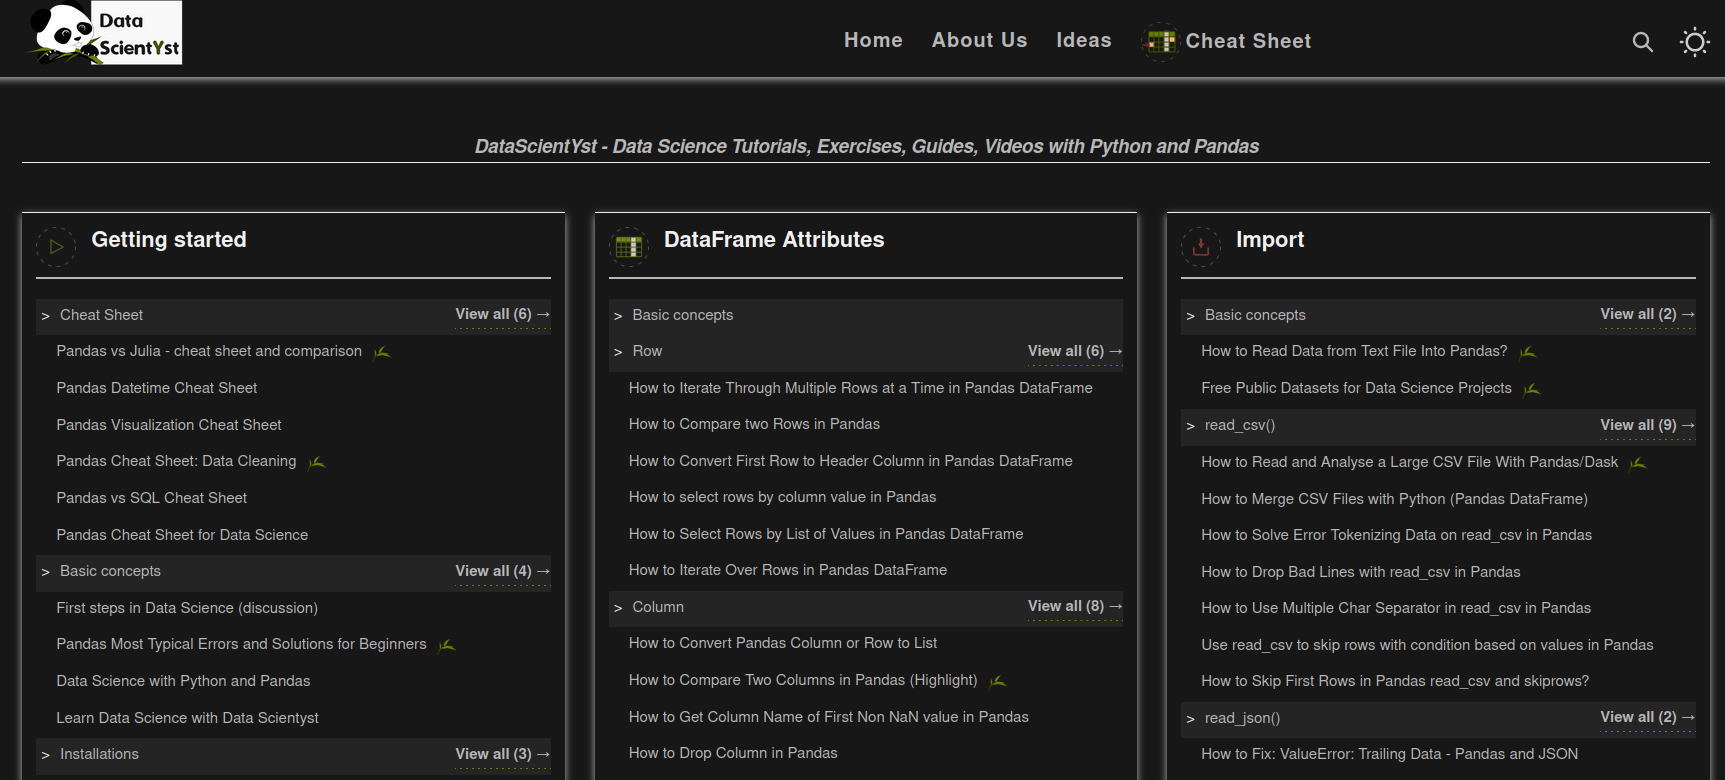 Data
ScientYst
Home About Us Ideas Cheat Sheet
DataScientYst - Data Science Tutorials, Exercises, Guides, Videos with Python and Pandas
Getting started
> Cheat Sheet View all (6) →
Pandas vs Julia - cheat sheet and comparison
Pandas Datetime Cheat Sheet
Pandas Visualization Cheat Sheet
Pandas Cheat Sheet: Data Cleaning
Pandas vs SQL Cheat Sheet
Pandas Cheat Sheet for Data Science
> Basic concepts View all (4) →
First steps in Data Science (discussion)
Pandas Most Typical Errors and Solutions for Beginners
Data Science with Python and Pandas
Learn Data Science with Data Scientyst
> Installations View all (3) →
DataFrame Attributes
> Basic concepts
> Row View all (6) →
How to Iterate Through Multiple Rows at a Time in Pandas DataFrame
How to Compare two Rows in Pandas
How to Convert First Row to Header Column in Pandas DataFrame
How to select rows by column value in Pandas
How to Select Rows by List of Values in Pandas DataFrame
How to Iterate Over Rows in Pandas DataFrame
> Column View all (8) →
How to Convert Pandas Column or Row to List
How to Compare Two Columns in Pandas (Highlight)
How to Get Column Name of First Non NaN value in Pandas
How to Drop Column in Pandas
Import
> Basic concepts View all (2) →
How to Read Data from Text File Into Pandas?
Free Public Datasets for Data Science Projects
> read_csv() View all (9) →
How to Read and Analyse a Large CSV File With Pandas/Dask
How to Merge CSV Files with Python (Pandas DataFrame)
How to Solve Error Tokenizing Data on read_csv in Pandas
How to Drop Bad Lines with read_csv in Pandas
How to Use Multiple Char Separator in read_csv in Pandas
Use read_csv to skip rows with condition based on values in Pandas
How to Skip First Rows in Pandas read_csv and skiprows?
> read_json() View all (2) →
How to Fix: ValueError: Trailing Data - Pandas and JSON